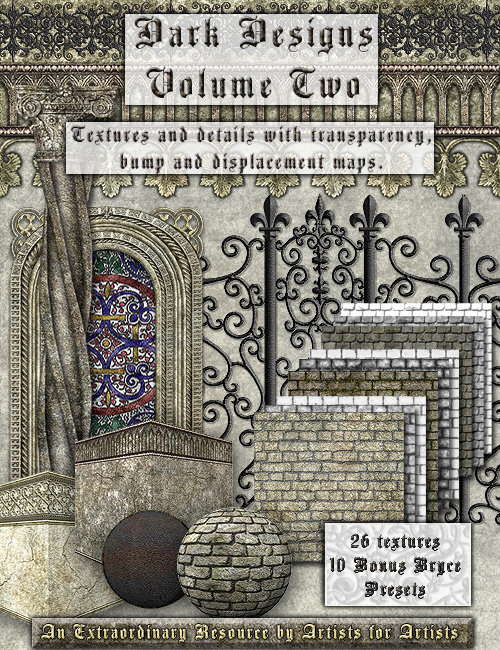 Dark Designs
Volume Two
Textures and details with transparency,
bump and displacement maps.
26 textures
10 Bonus Bryce
Presets
An Extraordinary Resource by Artists for Artists